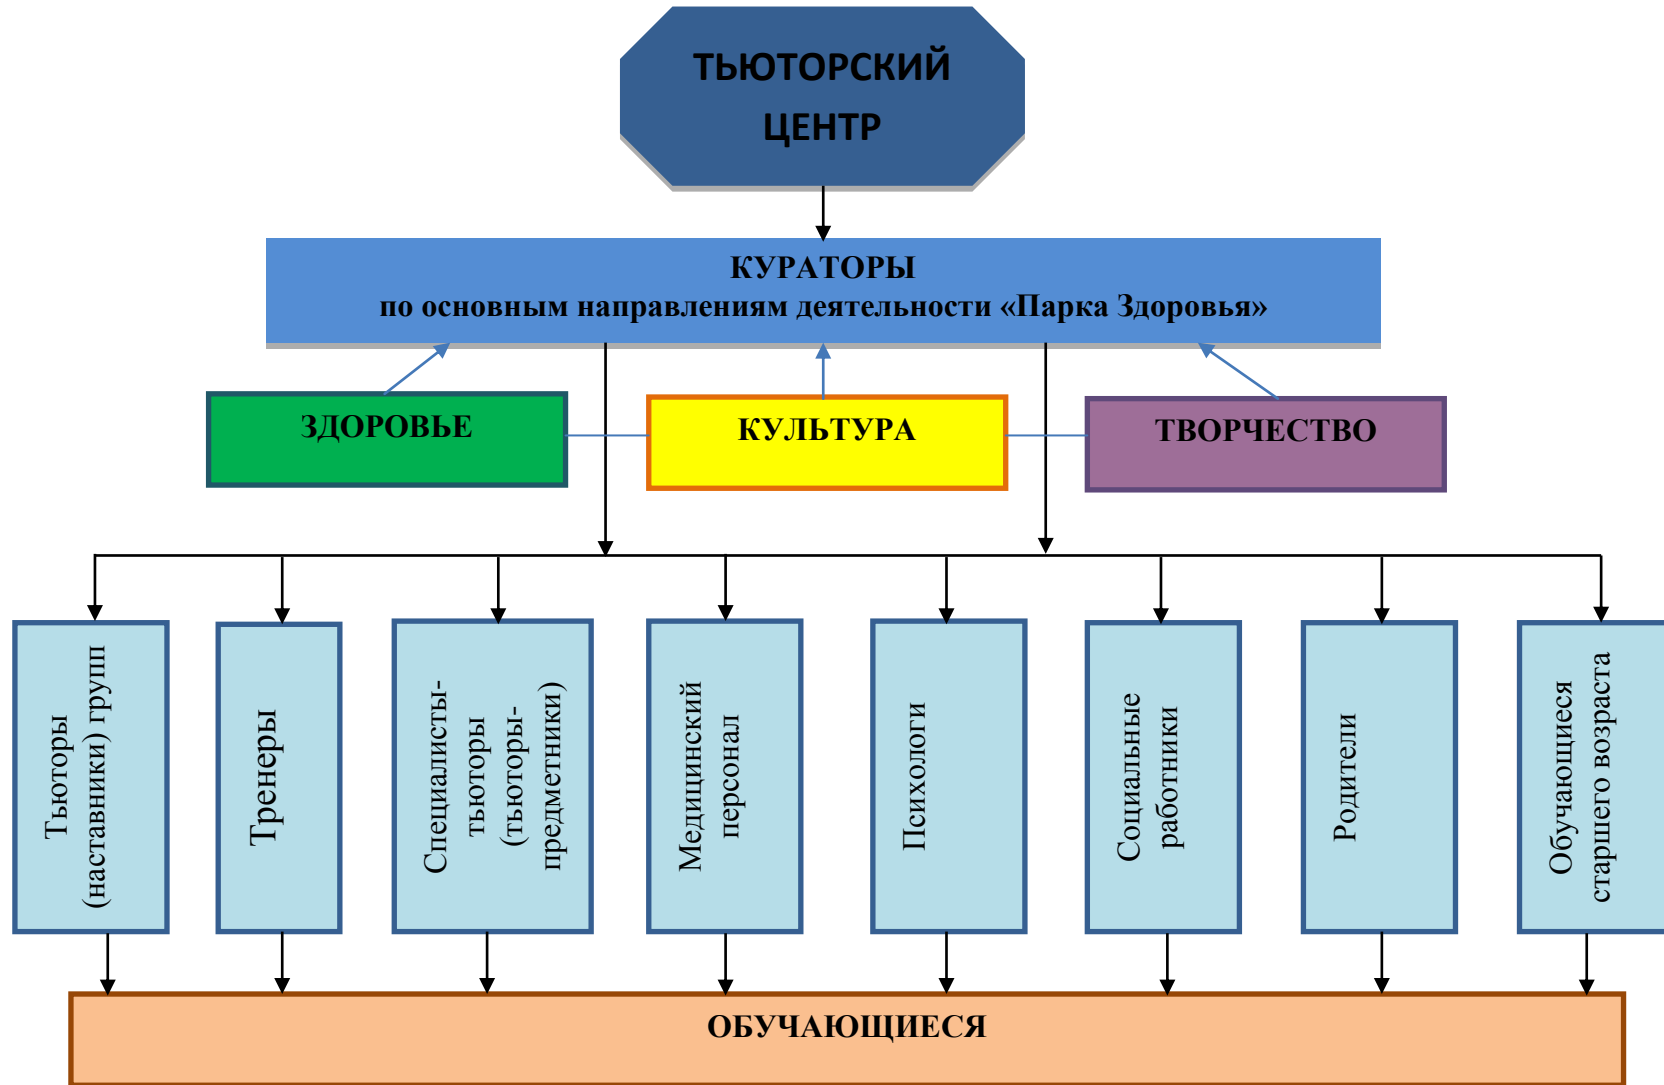 ТЬЮТОРСКИЙ
ЦЕНТР
КУРАТОРЫ
по основным направлениям деятельности «Парка Здоровья»
ЗДОРОВЬЕ
КУЛЬТУРА
ТВОРЧЕСТВО
Тьюторы
(наставники) групп
Тренеры
Специалисты-
тьюторы
(тьюторы-
предметники)
Медицинский
персонал
Психологи
Социальные
работники
Родители
Обучающиеся
старшего возраста
ОБУЧАЮЩИЕСЯ